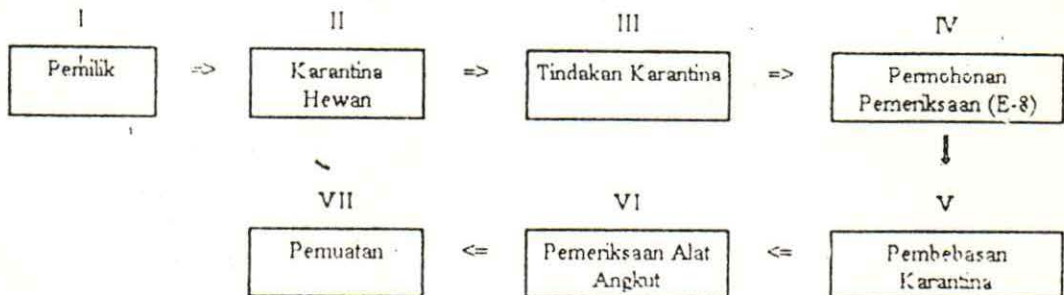 I II III IV
Pemilik => Karantina Hewan => Tindakan Karantina => Permohonan Pemeriksaan (E-8)
VII VI V
Pemuatan <= Pemeriksaan Alat Angkut <= Pembebasan Karantina